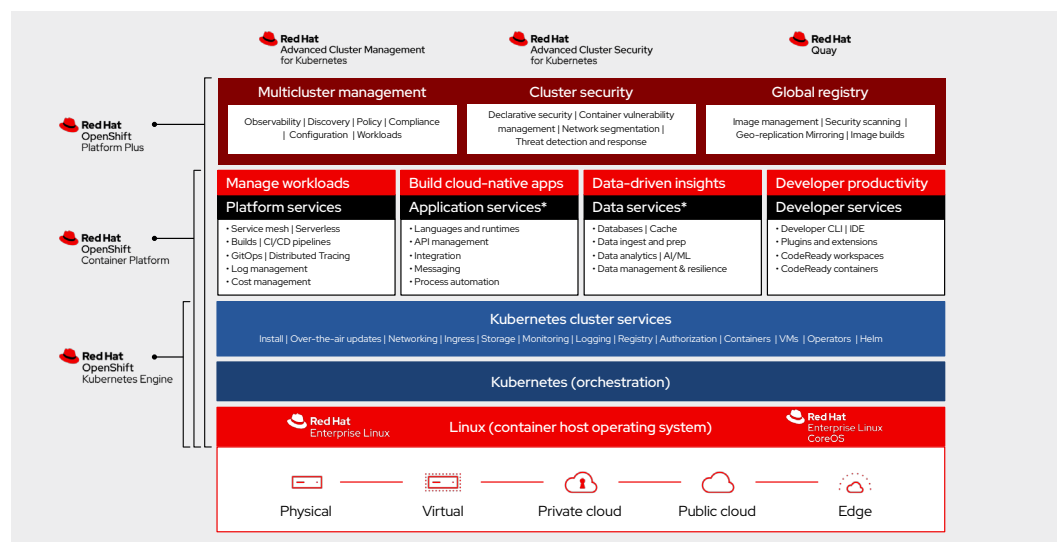 Red Hat
Advanced Cluster Management
for Kubernetes
Red Hat
Advanced Cluster Security
for Kubernetes
Red Hat
Quay
Red Hat
OpenShift
Platform Plus
Multicluster management
Observability | Discovery | Policy | Compliance
| Configuration | Workloads
Cluster security
Declarative security | Container vulnerability
management | Network segmentation |
Threat detection and response
Global registry
Image management | Security scanning |
Geo-replication Mirroring | Image builds
Red Hat
OpenShift
Container Platform
Manage workloads
Platform services
• Service mesh | Serverless
• Builds | CI/CD pipelines
• GitOps | Distributed Tracing
• Log management
• Cost management
Build cloud-native apps
Application services*
• Languages and runtimes
• API management
• Integration
• Messaging
• Process automation
Data-driven insights
Data services*
• Databases | Cache
• Data ingest and prep
• Data analytics | AI/ML
• Data management & resilience
Developer productivity
Developer services
• Developer CLI | IDE
• Plugins and extensions
• CodeReady workspaces
• CodeReady containers
Red Hat
OpenShift
Kubernetes Engine
Kubernetes cluster services
Install | Over-the-air updates | Networking | Ingress | Storage | Monitoring | Logging | Registry | Authorization | Containers | VMs | Operators | Helm
Kubernetes (orchestration)
Red Hat
Enterprise Linux
Linux (container host operating system)
Red Hat
Enterprise Linux
CoreOS
Physical
Virtual
Private cloud
Public cloud
Edge